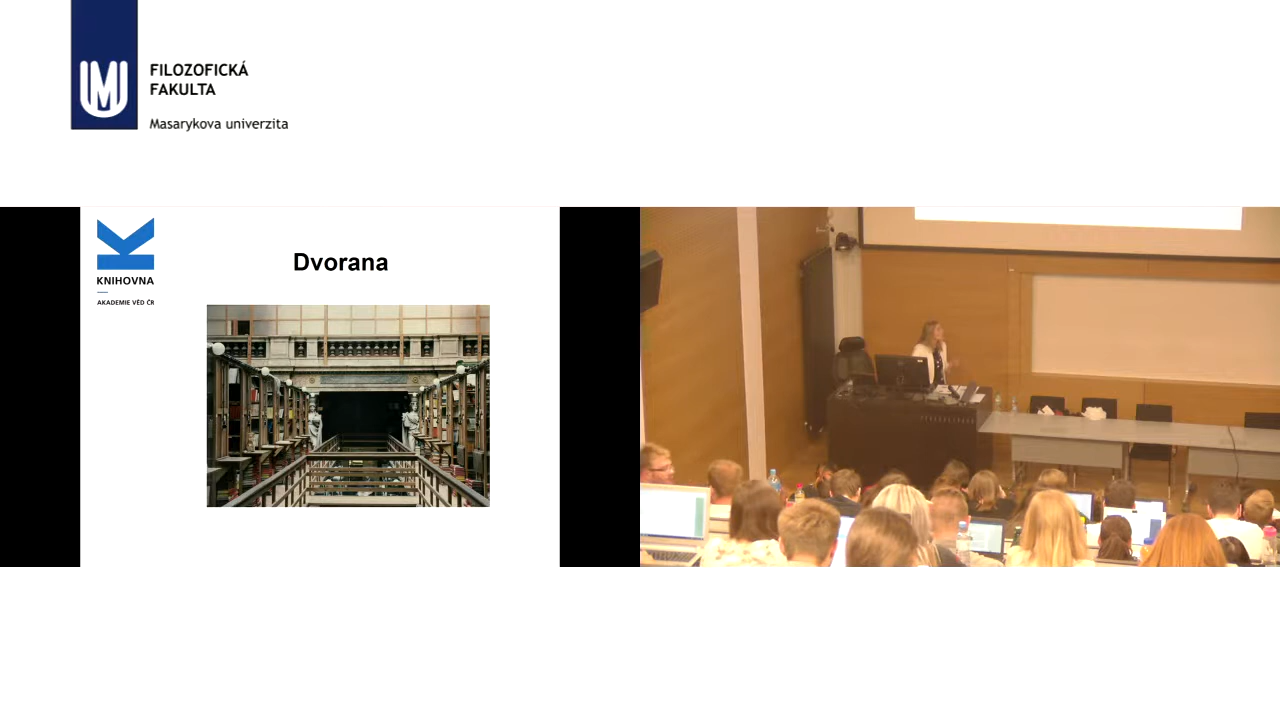 FILOZOFICKÁ
FAKULTA
Masarykova univerzita
KNIHOVNA
AKADEMIE VĚD ČR
Dvorana